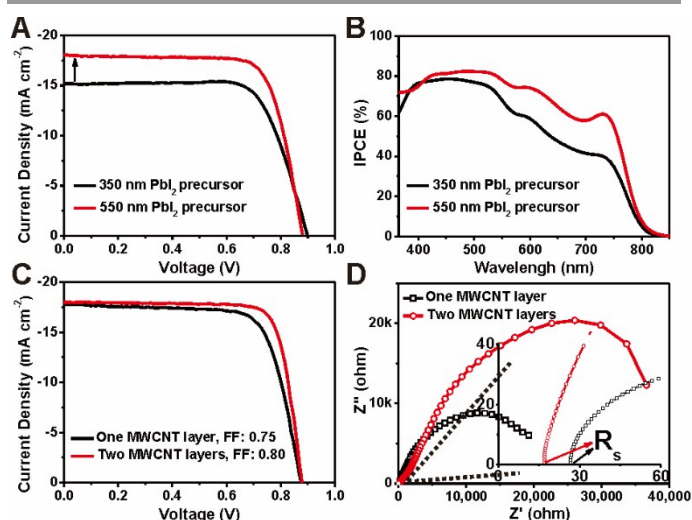 A
Current Density (mA cm-2)
-20
-15
-10
-5
0
350 nm PbI2 precursor
550 nm PbI2 precursor
0.0 0.2 0.4 0.6 0.8 1.0
Voltage (V)
B
IPCE (%)
100
80
60
40
20
0
350 nm PbI2 precursor
550 nm PbI2 precursor
400 500 600 700 800
Wavelengh (nm)
C
Current Density (mA cm-2)
-20
-15
-10
-5
0
One MWCNT layer, FF: 0.75
Two MWCNT layers, FF: 0.80
0.0 0.2 0.4 0.6 0.8 1.0
Voltage (V)
D
Z" (ohm)
20k
10k
0
One MWCNT layer
Two MWCNT layers
40
20
0
0 30 60
Rs
0 10,000 20,000 30,000 40,000
Z' (ohm)